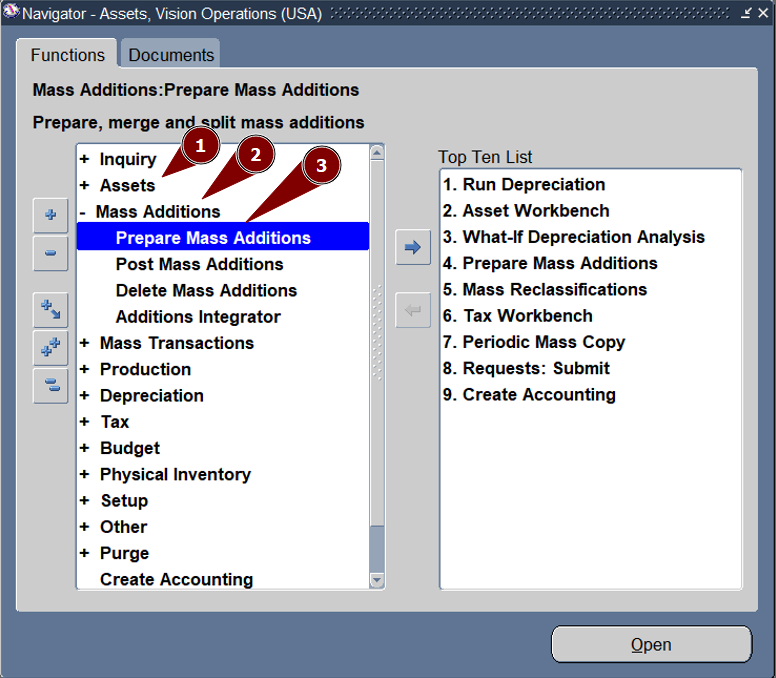 Navigator - Assets, Vision Operations (USA)
Functions
Documents
Mass Additions:Prepare Mass Additions
Prepare, merge and split mass additions
1
2
3
+ Inquiry
+ Assets
- Mass Additions
Prepare Mass Additions
Post Mass Additions
Delete Mass Additions
Additions Integrator
+ Mass Transactions
+ Production
+ Depreciation
+ Tax
+ Budget
+ Physical Inventory
+ Setup
+ Other
+ Purge
Create Accounting
Top Ten List
1. Run Depreciation
2. Asset Workbench
3. What-If Depreciation Analysis
4. Prepare Mass Additions
5. Mass Reclassifications
6. Tax Workbench
7. Periodic Mass Copy
8. Requests: Submit
9. Create Accounting
Open